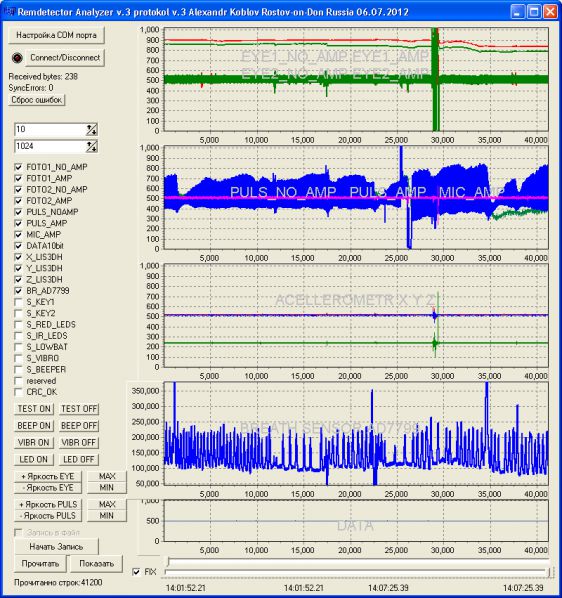 Remdetector Analyzer v.3 protokol v.3 Alexandr Koblov Rostov-on-Don Russia 06.07.2012
Настройка COM порта
Connect/Disconnect
Received bytes: 238
SyncErrors: 0
Сброс ошибок
10
1024
FOTO1_NO_AMP
FOTO1_AMP
FOTO2_NO_AMP
FOTO2_AMP
PULS_NOAMP
PULS_AMP
MIC_AMP
DATA10bit
X_LIS3DH
Y_LIS3DH
Z_LIS3DH
BR_AD7799
S_KEY1
S_KEY2
S_RED_LEDS
S_IR_LEDS
S_LOWBAT
S_VIBRO
S_BEEPER
reserved
CRC_OK
TEST ON TEST OFF
BEEP ON BEEP OFF
VIBR ON VIBR OFF
LED ON LED OFF
+ Яркость EYE MAX
- Яркость EYE MIN
+ Яркость PULS MAX
- Яркость PULS MIN
Запись в файл
Начать Запись
Прочитать Показать
Прочитанно строк:41200
1,000
900
800
700
600
500
400
300
200
100
0
EYE1_NO_AMP EYE1_AMP
EYE2_NO_AMP EYE2_AMP
5,000 10,000 15,000 20,000 25,000 30,000 35,000 40,000
1,000
900
800
700
600
500
400
300
200
100
0
PULS_NO_AMP PULS_AMP MIC_AMP
5,000 10,000 15,000 20,000 25,000 30,000 35,000 40,000
1,000
900
800
700
600
500
400
300
200
100
0
ACELLEROMETR X Y Z
5,000 10,000 15,000 20,000 25,000 30,000 35,000 40,000
350,000
300,000
250,000
200,000
150,000
100,000
50,000
BREATH SENSOR AD7799
5,000 10,000 15,000 20,000 25,000 30,000 35,000 40,000
1,000
500
0
DATA
5,000 10,000 15,000 20,000 25,000 30,000 35,000 40,000
FIX
14:01:52.21 14:01:52.21 14:07:25.39 14:07:25.39